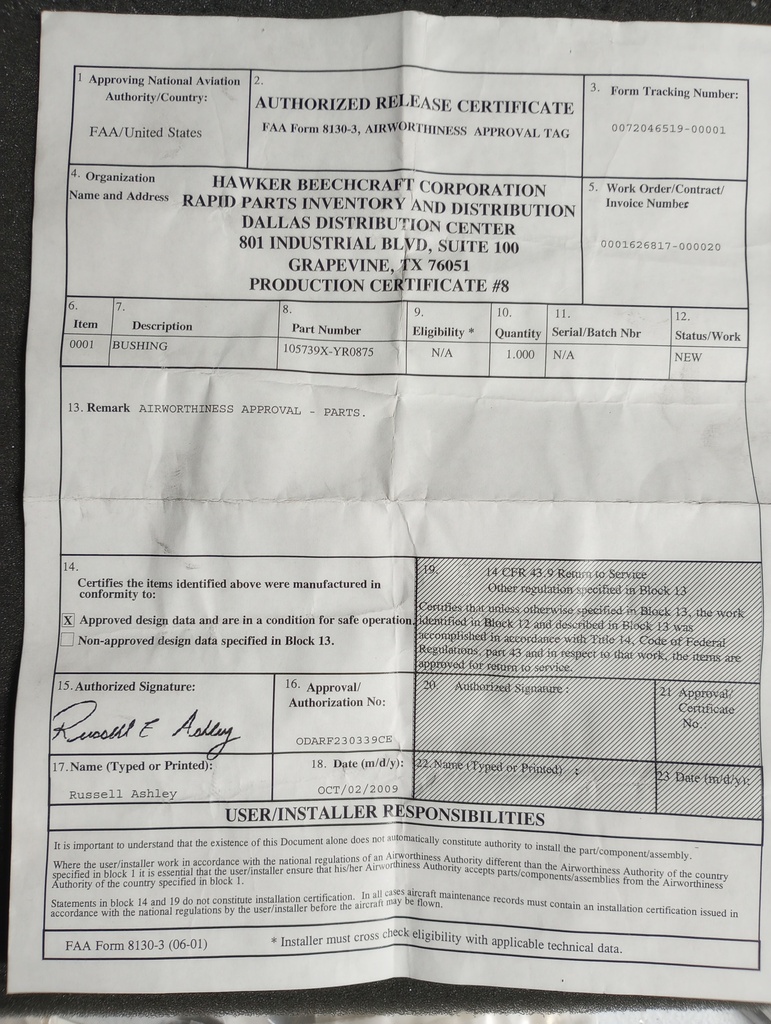 1 Approving National Aviation
Authority/Country:
FAA/United States
2.
AUTHORIZED RELEASE CERTIFICATE
FAA Form 8130-3, AIRWORTHINESS APPROVAL TAG
3. Form Tracking Number:
0072046519-00001
4. Organization
Name and Address
HAWKER BEECHCRAFT CORPORATION
RAPID PARTS INVENTORY AND DISTRIBUTION
DALLAS DISTRIBUTION CENTER
801 INDUSTRIAL BLVD, SUITE 100
GRAPEVINE, TX 76051
PRODUCTION CERTIFICATE #8
5. Work Order/Contract/
Invoice Number
0001626817-000020
6. Item
7. Description
8. Part Number
9. Eligibility *
10. Quantity
11. Serial/Batch Nbr
12. Status/Work
0001 BUSHING 105739X-YR0875 N/A 1.000 N/A NEW
13. Remark AIRWORTHINESS APPROVAL - PARTS.
14.
Certifies the items identified above were manufactured in
conformity to:
X Approved design data and are in a condition for safe operation.
Non-approved design data specified in Block 13.
19. 14 CFR 43.9 Return to Service
Other regulation specified in Block 13
Certifies that unless otherwise specified in Block 13, the work
identified in Block 12 and described in Block 13 was
accomplished in accordance with Title 14, Code of Federal
Regulations, part 43 and in respect to that work, the items are
approved for return to service.
15. Authorized Signature:
Russell E Ashley
16. Approval/
Authorization No:
ODARF230339CE
20. Authorized Signature:
21 Approval/
Certificate
No.:
17. Name (Typed or Printed):
Russell Ashley
18. Date (m/d/y):
OCT/02/2009
22. Name (Typed or Printed) :
23 Date (m/d/y):
USER/INSTALLER RESPONSIBILITIES
It is important to understand that the existence of this Document alone does not automatically constitute authority to install the part/component/assembly.
Where the user/installer work in accordance with the national regulations of an Airworthiness Authority different than the Airworthiness Authority of the country
specified in block 1 it is essential that the user/installer ensure that his/her Airworthiness Authority accepts parts/components/assemblies from the Airworthiness
Authority of the country specified in block 1.
Statements in block 14 and 19 do not constitute installation certification. In all cases aircraft maintenance records must contain an installation certification issued in
accordance with the national regulations by the user/installer before the aircraft may be flown.
FAA Form 8130-3 (06-01)
* Installer must cross check eligibility with applicable technical data.